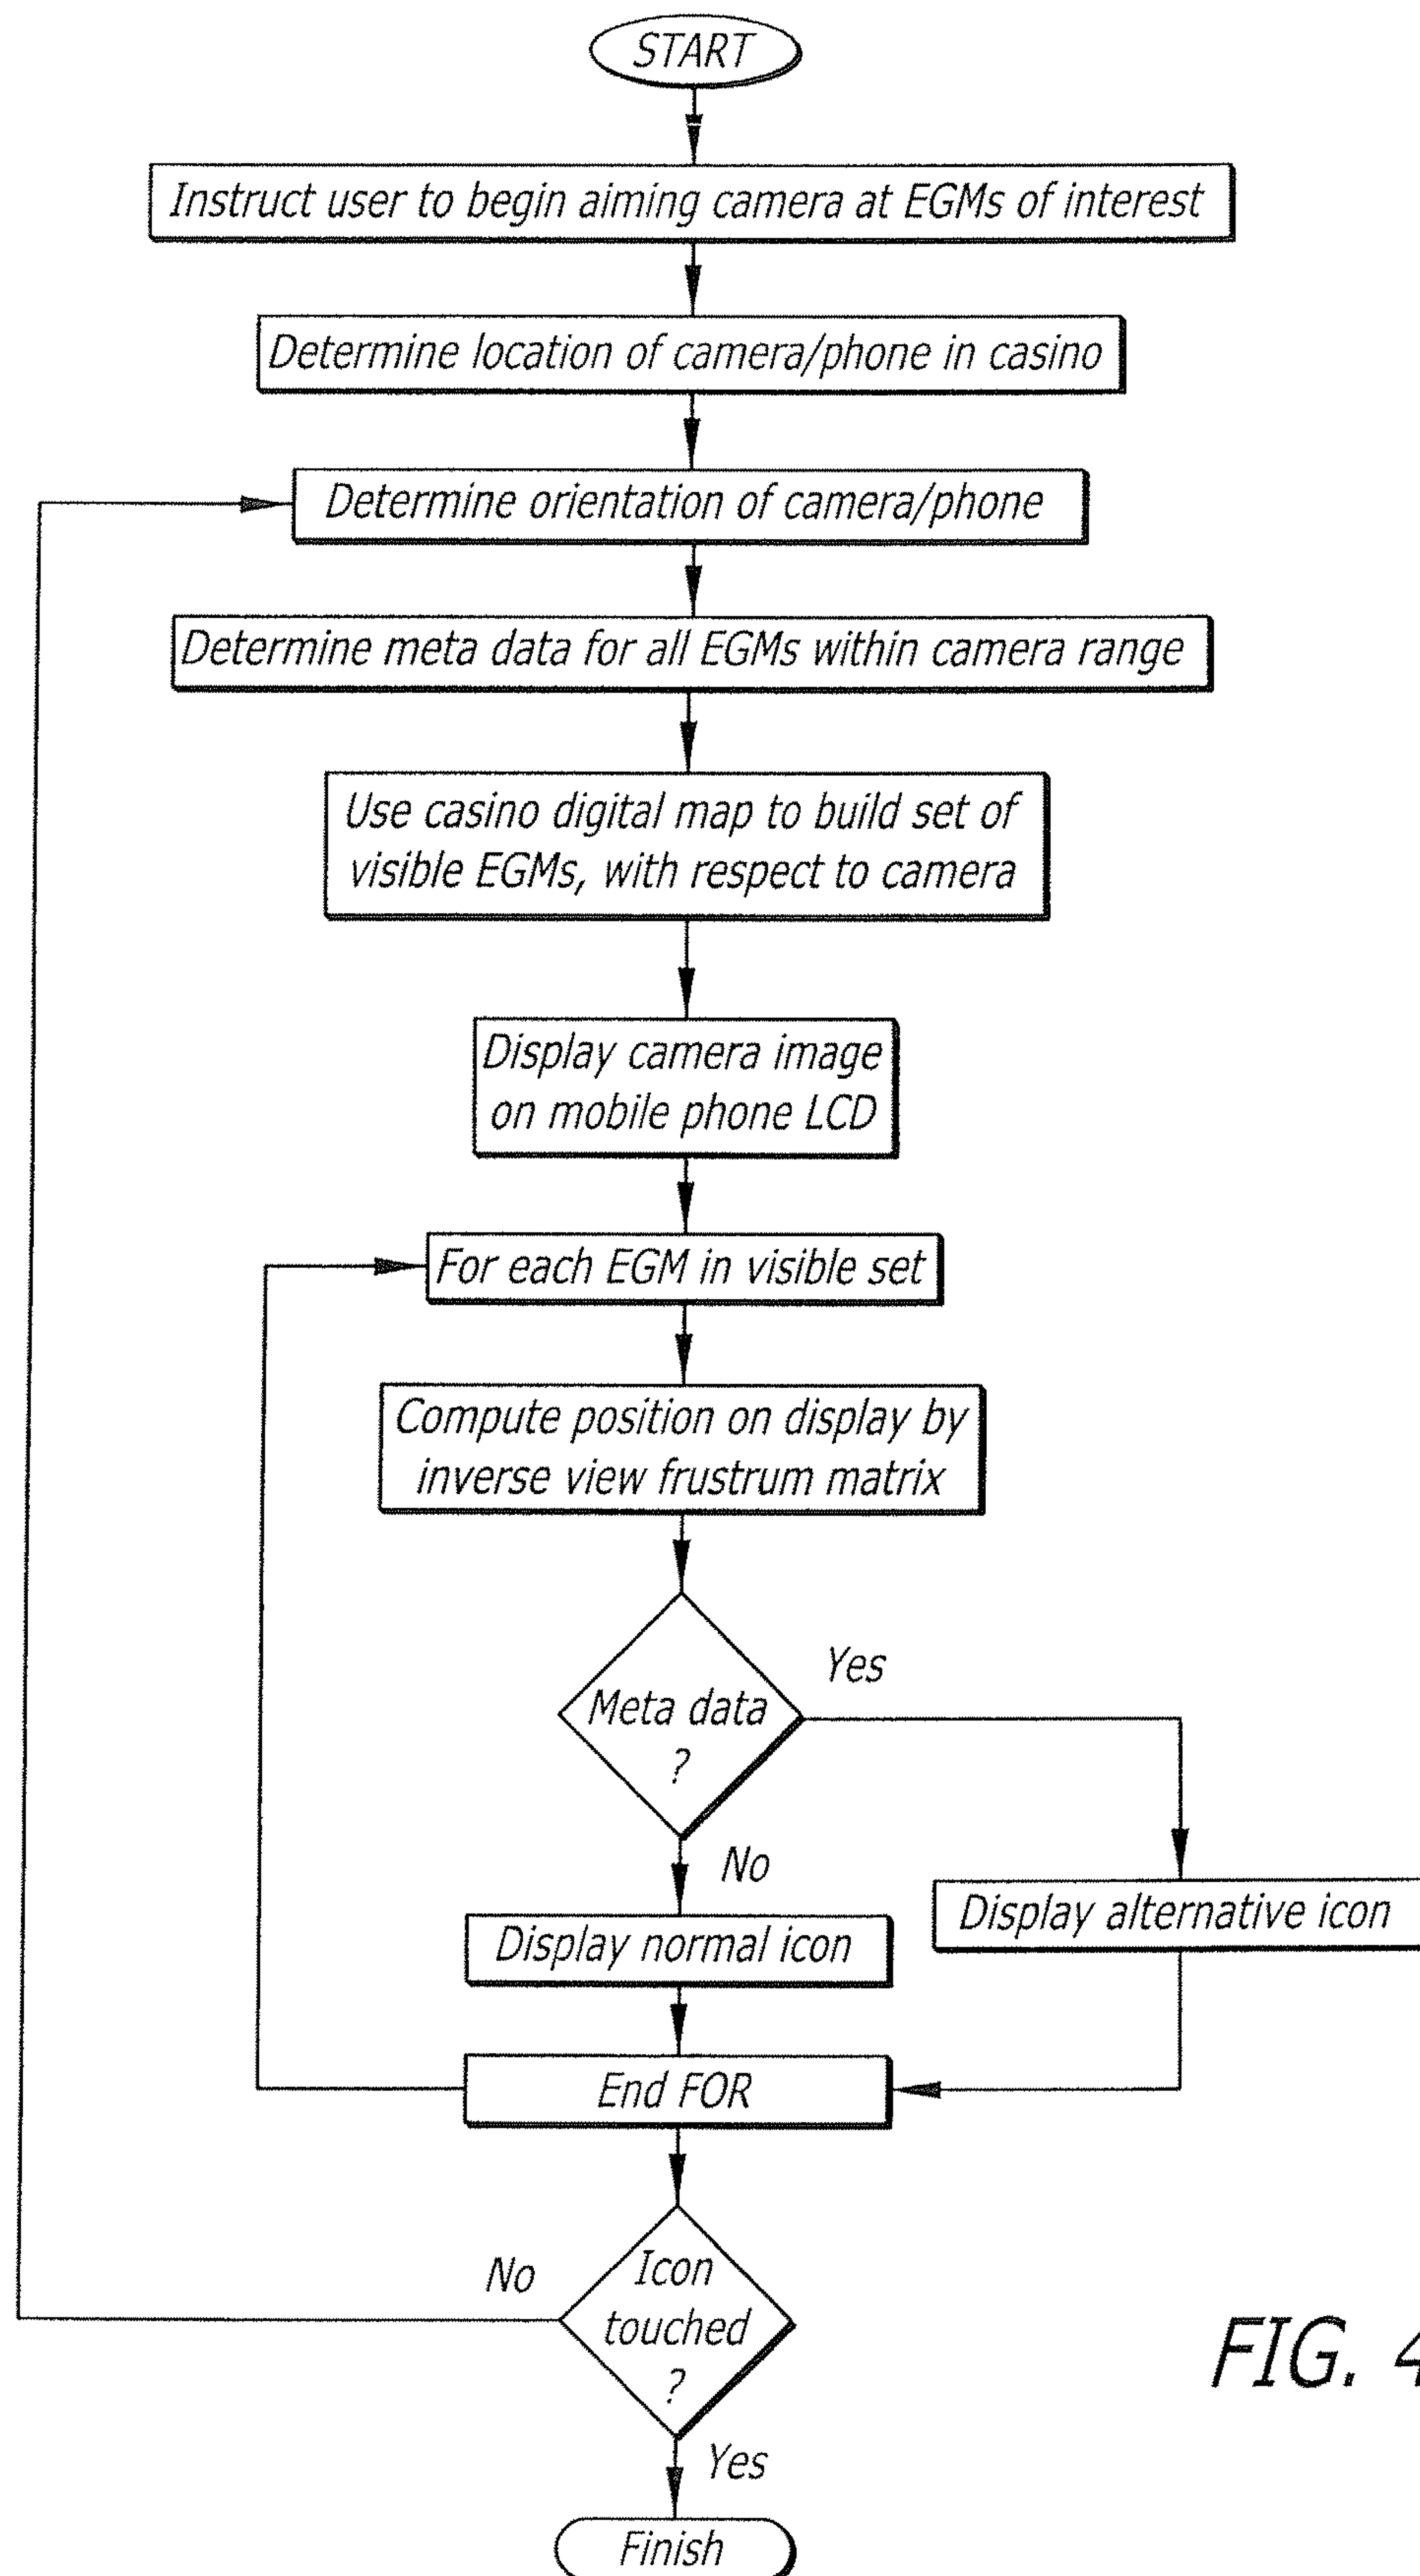 START
Instruct user to begin aiming camera at EGMs of interest
Determine location of camera/phone in casino
Determine orientation of camera/phone
Determine meta data for all EGMs within camera range
Use casino digital map to build set of
visible EGMs, with respect to camera
Display camera image
on mobile phone LCD
For each EGM in visible set
Compute position on display by
inverse view frustrum matrix
Yes
Meta data
?
No
Display alternative icon
Display normal icon
End FOR
No
Icon
touched
?
Yes
FIG. 4
Finish